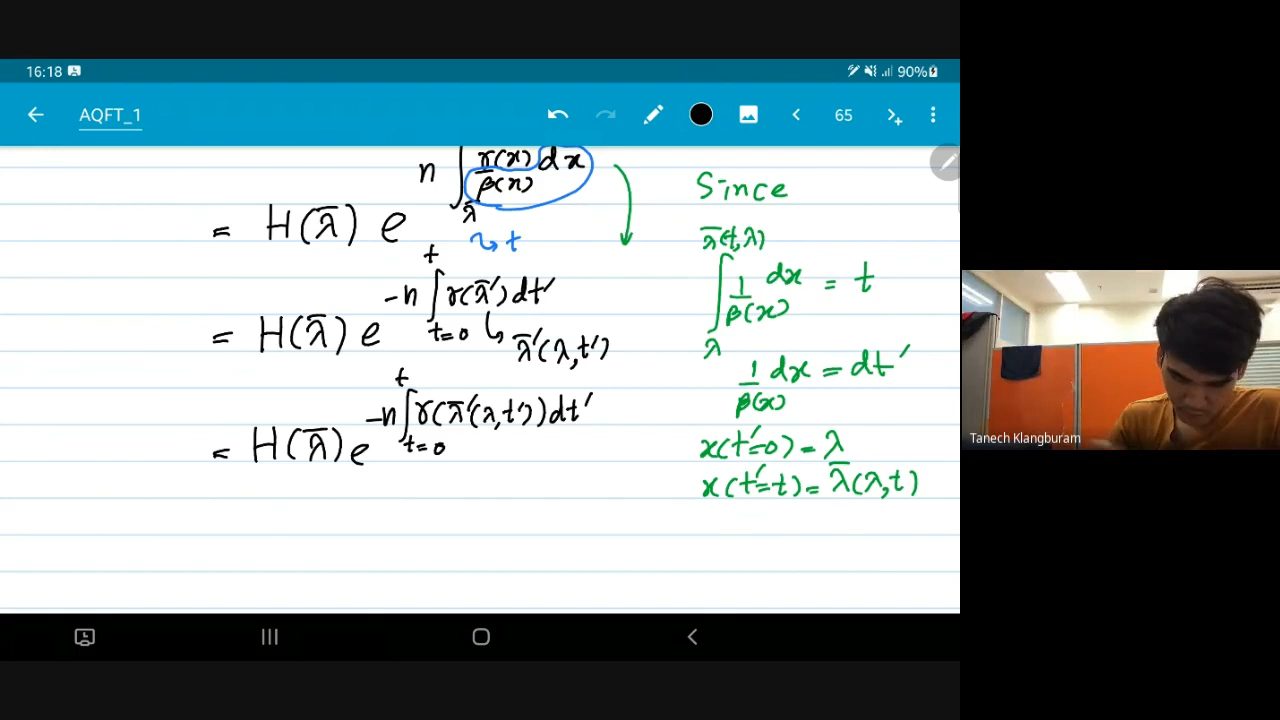 16:18 90%
AQFT_1 65
n ∫ γ(x)/β(x) dx
λ̄
= H(λ̄) e ⤳ t
t
-n ∫ γ(λ̄′)dt′
t=0
= H(λ̄) e λ̄′(λ,t′)
t
-n ∫ γ(λ̄′(λ,t′))dt′
t=0
= H(λ̄) e
Since
λ̄(t,λ)
∫ 1/β(x) dx = t
λ
1/β(x) dx = dt′
x(t′=0) = λ
x(t′=t) = λ̄(λ,t)
Tanech Klangburam